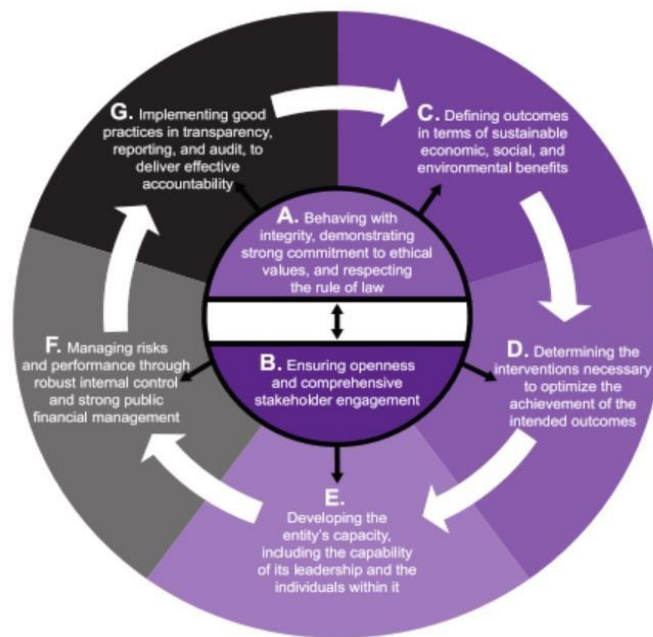 A. Behaving with
integrity, demonstrating
strong commitment to ethical
values, and respecting
the rule of law
B. Ensuring openness
and comprehensive
stakeholder engagement
C. Defining outcomes
in terms of sustainable
economic, social, and
environmental benefits
D. Determining the
interventions necessary
to optimize the
achievement of the
intended outcomes
E.
Developing the
entity's capacity,
including the capability
of its leadership and the
individuals within it
F. Managing risks
and performance through
robust internal control
and strong public
financial management
G. Implementing good
practices in transparency,
reporting, and audit, to
deliver effective
accountability